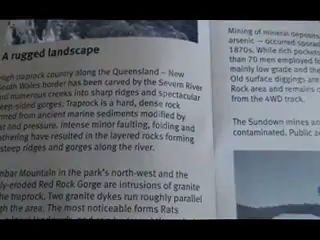 A rugged landscape
High traprock country along the Queensland – New
South Wales border has been carved by the Severn River
and numerous creeks into sharp ridges and spectacular
steep-sided gorges. Traprock is a hard, dense rock
formed from ancient marine sediments modified by
heat and pressure. Intense minor faulting, folding and
weathering have resulted in the layered rocks forming
steep ridges and gorges along the river.
Mountain in the park's north-west and the
Red Rock Gorge are intrusions of granite
the traprock. Two granite dykes run roughly parallel
the area. The most noticeable forms Rats
Mining of mineral deposits
arsenic – occurred
1870s. While rich pockets
than 70 men employed
mainly low grade and the
Old surface diggings are
Rock area and remains
from the 4WD track.
The Sundown mines are
contaminated. Public